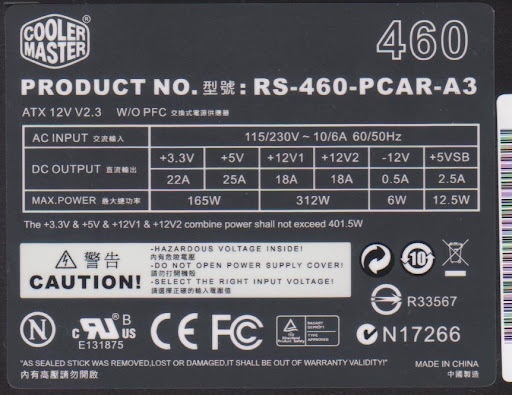 COOLER
MASTER
460
PRODUCT NO. 型號: RS-460-PCAR-A3
ATX 12V V2.3 W/O PFC 交換式電源供應器
AC INPUT 交流輸入 115/230V ~ 10/6A 60/50Hz
DC OUTPUT 直流輸出 +3.3V +5V +12V1 +12V2 -12V +5VSB
22A 25A 18A 18A 0.5A 2.5A
MAX.POWER 最大總功率 165W 312W 6W 12.5W
The +3.3V & +5V & +12V1 & +12V2 combine power shall not exceed 401.5W
警告
CAUTION!
-HAZARDOUS VOLTAGE INSIDE!
內有危險電壓
-DO NOT OPEN POWER SUPPLY COVER!
請勿打開機殼
-SELECT THE RIGHT INPUT VOLTAGE!
請選擇正確的輸入電壓
10
R33567
N
c RU US B
E131875
CE FC
N17266
"AS SEALED STICK WAS REMOVED,LOST OR DAMAGED,IT SHALL BE OUT OF WARRANTY VALIDITY!"
內有高壓請勿開啟
MADE IN CHINA
中國製造